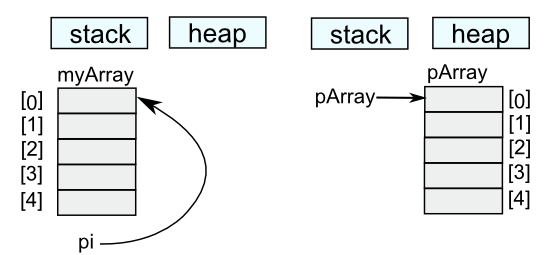 stack heap
myArray
[0]
[1]
[2]
[3]
[4]
pi
stack heap
pArray
pArray
[0]
[1]
[2]
[3]
[4]